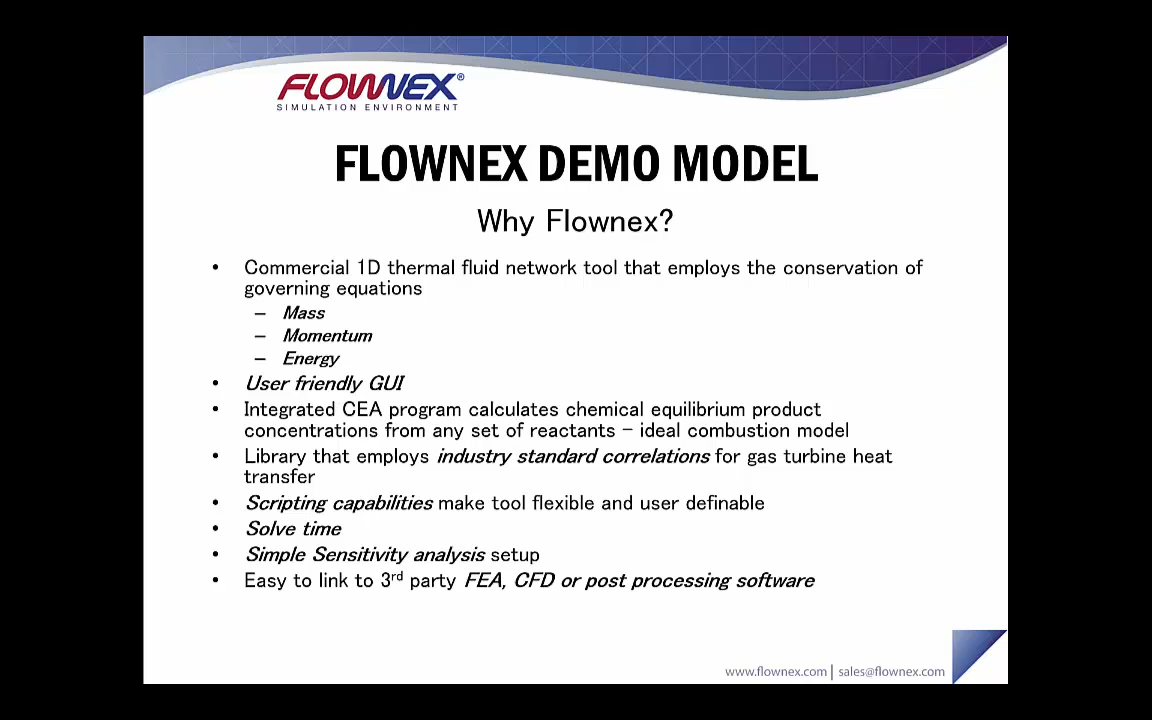 FLOWNEX®
SIMULATION ENVIRONMENT
FLOWNEX DEMO MODEL
Why Flownex?
• Commercial 1D thermal fluid network tool that employs the conservation of
governing equations
– Mass
– Momentum
– Energy
• User friendly GUI
• Integrated CEA program calculates chemical equilibrium product
concentrations from any set of reactants – ideal combustion model
• Library that employs industry standard correlations for gas turbine heat
transfer
• Scripting capabilities make tool flexible and user definable
• Solve time
• Simple Sensitivity analysis setup
• Easy to link to 3rd party FEA, CFD or post processing software
www.flownex.com | sales@flownex.com